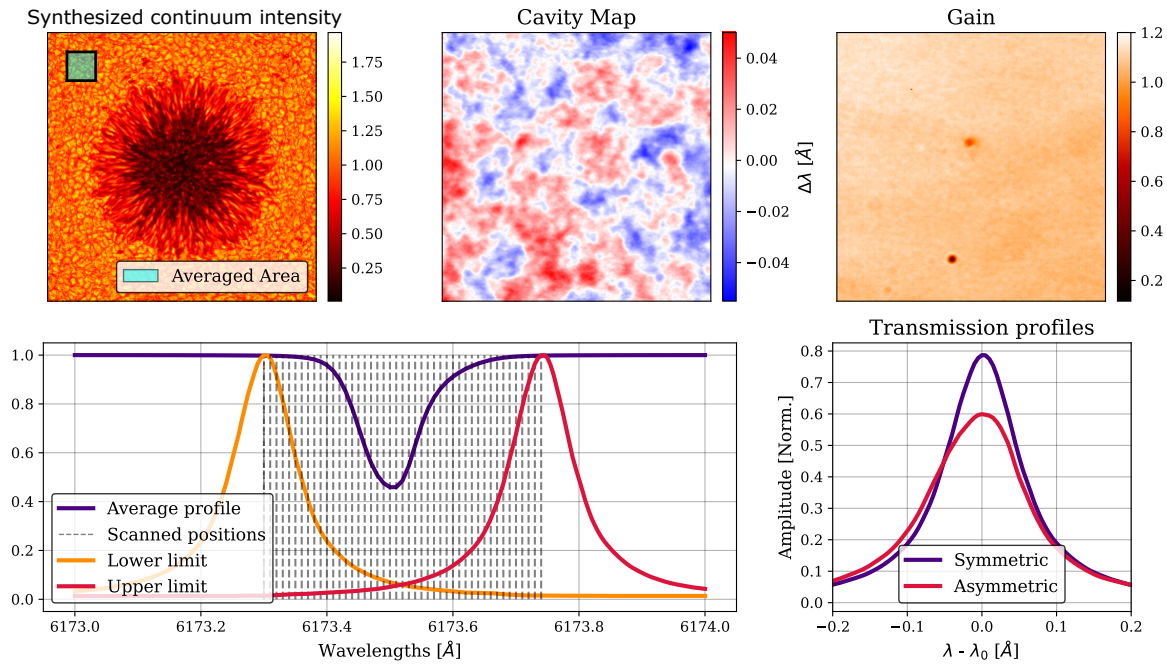 Synthesized continuum intensity
Averaged Area
1.75
1.50
1.25
1.00
0.75
0.50
0.25
Cavity Map
0.04
0.02
0.00
−0.02
−0.04
Δλ [Å]
Gain
1.2
1.0
0.8
0.6
0.4
0.2
1.0
0.8
0.6
0.4
0.2
0.0
Average profile
Scanned positions
Lower limit
Upper limit
6173.0
6173.2
6173.4
6173.6
6173.8
6174.0
Wavelengths [Å]
Transmission profiles
Amplitude [Norm.]
0.8
0.7
0.6
0.5
0.4
0.3
0.2
0.1
0.0
Symmetric
Asymmetric
−0.2
−0.1
0.0
0.1
0.2
λ - λ₀ [Å]